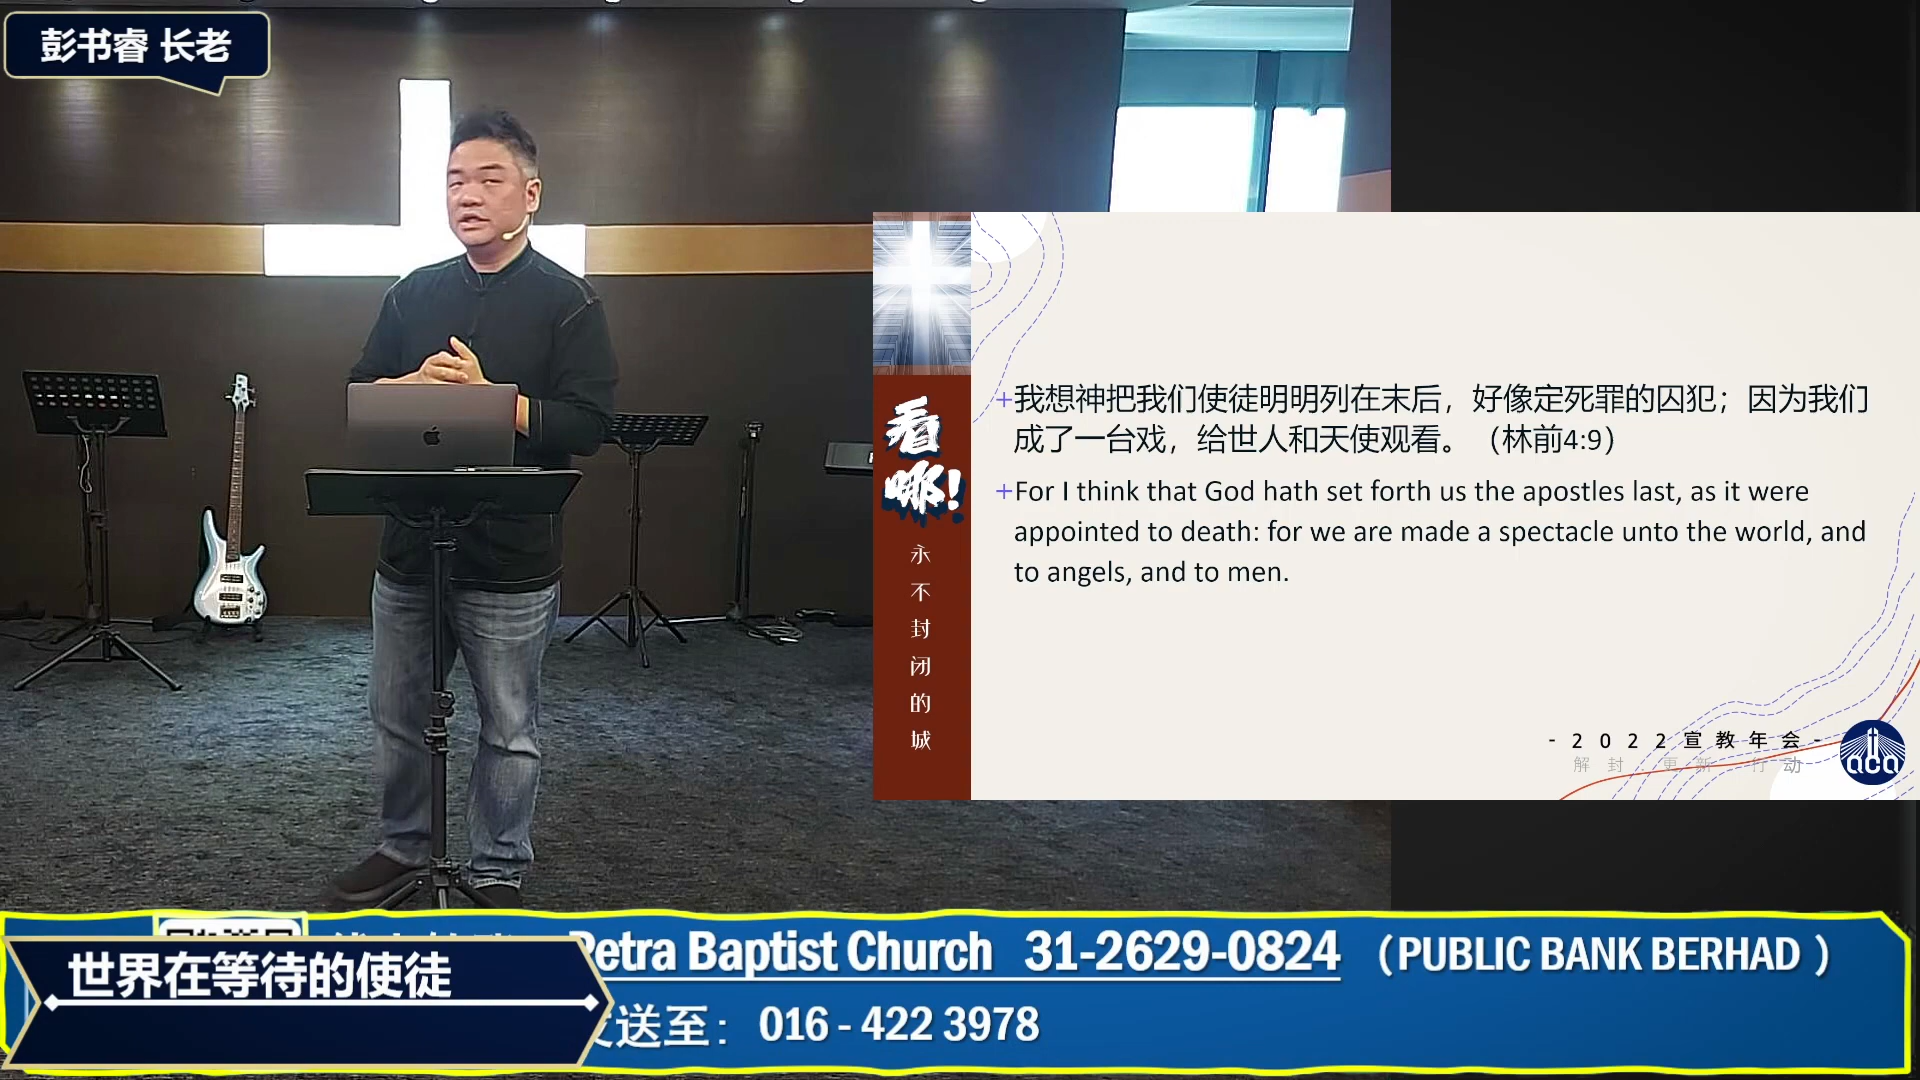 彭书睿 长老
看
哪!
永
不
封
闭
的
城
+我想神把我们使徒明明列在末后，好像定死罪的囚犯；因为我们
成了一台戏，给世人和天使观看。（林前4:9）
+For I think that God hath set forth us the apostles last, as it were
appointed to death: for we are made a spectacle unto the world, and
to angels, and to men.
- 2 0 2 2 宣 教 年 会 -
解 封 . 更 新 . 行 动
aca
Petra Baptist Church 31-2629-0824 （PUBLIC BANK BERHAD ）
世界在等待的使徒
送至： 016 - 422 3978